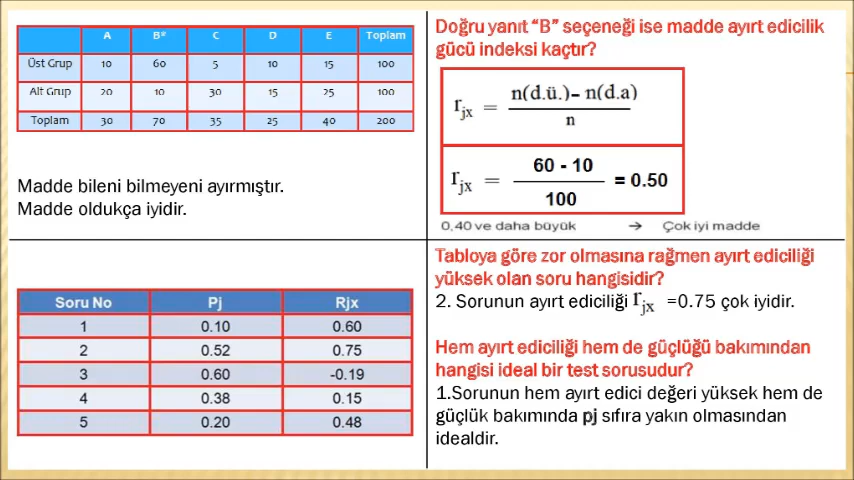 A B* C D E Toplam
Üst Grup 10 60 5 10 15 100
Alt Grup 20 10 30 15 25 100
Toplam 30 70 35 25 40 200
Madde bileni bilmeyeni ayırmıştır.
Madde oldukça iyidir.
Doğru yanıt “B” seçeneği ise madde ayırt edicilik
gücü indeksi kaçtır?
rjx = n(d.ü.)– n(d.a)
n
rjx = 60 - 10 = 0.50
100
0,40 ve daha büyük → Çok iyi madde
Soru No Pj Rjx
1 0.10 0.60
2 0.52 0.75
3 0.60 -0.19
4 0.38 0.15
5 0.20 0.48
Tabloya göre zor olmasına rağmen ayırt ediciliği
yüksek olan soru hangisidir?
2. Sorunun ayırt ediciliği rjx =0.75 çok iyidir.
Hem ayırt ediciliği hem de güçlüğü bakımından
hangisi ideal bir test sorusudur?
1.Sorunun hem ayırt edici değeri yüksek hem de
güçlük bakımında pj sıfıra yakın olmasından
idealdir.